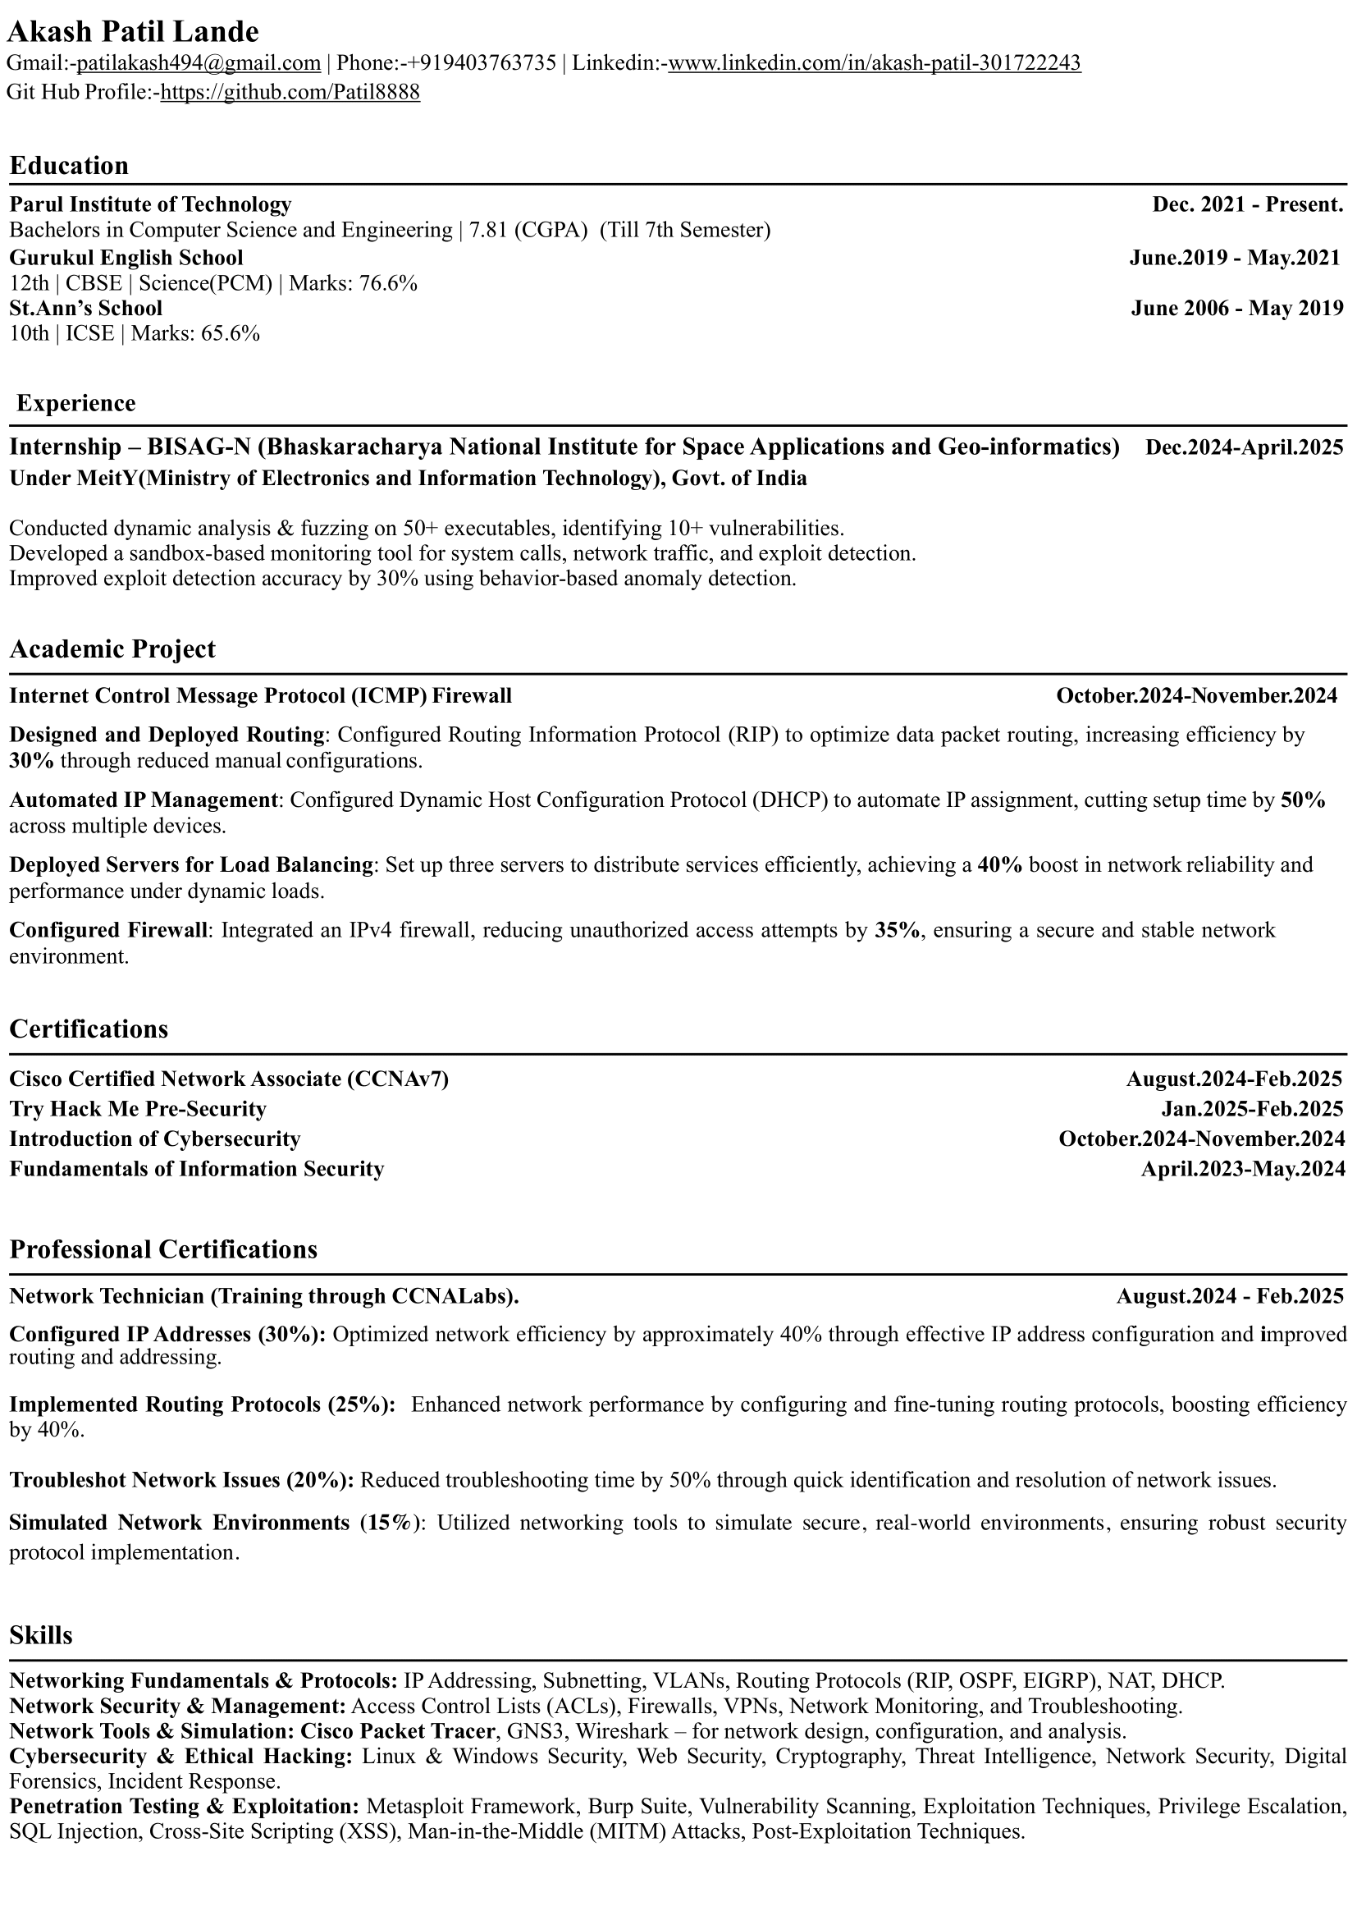 Akash Patil Lande
Gmail:-patilakash494@gmail.com | Phone:-+919403763735 | Linkedin:-www.linkedin.com/in/akash-patil-301722243
Git Hub Profile:-https://github.com/Patil8888
Education
Parul Institute of Technology Dec. 2021 - Present.
Bachelors in Computer Science and Engineering | 7.81 (CGPA) (Till 7th Semester)
Gurukul English School June.2019 - May.2021
12th | CBSE | Science(PCM) | Marks: 76.6%
St.Ann’s School June 2006 - May 2019
10th | ICSE | Marks: 65.6%
Experience
Internship – BISAG-N (Bhaskaracharya National Institute for Space Applications and Geo-informatics) Dec.2024-April.2025
Under MeitY(Ministry of Electronics and Information Technology), Govt. of India
Conducted dynamic analysis & fuzzing on 50+ executables, identifying 10+ vulnerabilities.
Developed a sandbox-based monitoring tool for system calls, network traffic, and exploit detection.
Improved exploit detection accuracy by 30% using behavior-based anomaly detection.
Academic Project
Internet Control Message Protocol (ICMP) Firewall October.2024-November.2024
Designed and Deployed Routing: Configured Routing Information Protocol (RIP) to optimize data packet routing, increasing efficiency by
30% through reduced manual configurations.
Automated IP Management: Configured Dynamic Host Configuration Protocol (DHCP) to automate IP assignment, cutting setup time by 50%
across multiple devices.
Deployed Servers for Load Balancing: Set up three servers to distribute services efficiently, achieving a 40% boost in network reliability and
performance under dynamic loads.
Configured Firewall: Integrated an IPv4 firewall, reducing unauthorized access attempts by 35%, ensuring a secure and stable network
environment.
Certifications
Cisco Certified Network Associate (CCNAv7) August.2024-Feb.2025
Try Hack Me Pre-Security Jan.2025-Feb.2025
Introduction of Cybersecurity October.2024-November.2024
Fundamentals of Information Security April.2023-May.2024
Professional Certifications
Network Technician (Training through CCNALabs). August.2024 - Feb.2025
Configured IP Addresses (30%): Optimized network efficiency by approximately 40% through effective IP address configuration and improved
routing and addressing.
Implemented Routing Protocols (25%): Enhanced network performance by configuring and fine-tuning routing protocols, boosting efficiency
by 40%.
Troubleshot Network Issues (20%): Reduced troubleshooting time by 50% through quick identification and resolution of network issues.
Simulated Network Environments (15%): Utilized networking tools to simulate secure, real-world environments, ensuring robust security
protocol implementation.
Skills
Networking Fundamentals & Protocols: IP Addressing, Subnetting, VLANs, Routing Protocols (RIP, OSPF, EIGRP), NAT, DHCP.
Network Security & Management: Access Control Lists (ACLs), Firewalls, VPNs, Network Monitoring, and Troubleshooting.
Network Tools & Simulation: Cisco Packet Tracer, GNS3, Wireshark – for network design, configuration, and analysis.
Cybersecurity & Ethical Hacking: Linux & Windows Security, Web Security, Cryptography, Threat Intelligence, Network Security, Digital
Forensics, Incident Response.
Penetration Testing & Exploitation: Metasploit Framework, Burp Suite, Vulnerability Scanning, Exploitation Techniques, Privilege Escalation,
SQL Injection, Cross-Site Scripting (XSS), Man-in-the-Middle (MITM) Attacks, Post-Exploitation Techniques.